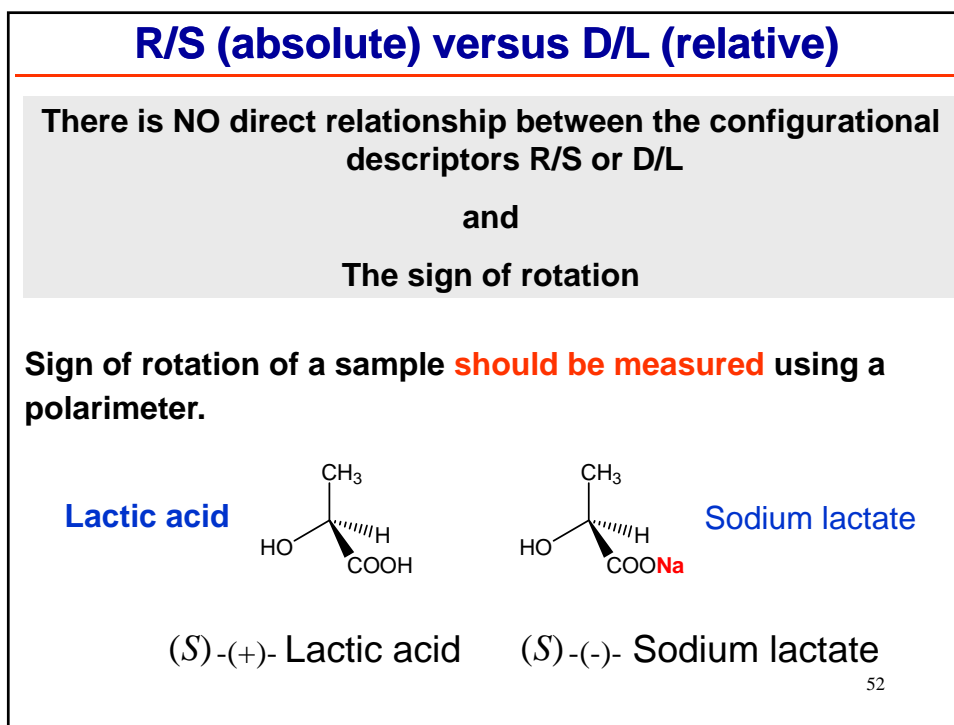 R/S (absolute) versus D/L (relative)
There is NO direct relationship between the configurational
descriptors R/S or D/L
and
The sign of rotation
Sign of rotation of a sample should be measured using a
polarimeter.
Lactic acid
CH₃
HO
H
COOH
CH₃
HO
H
COONa
Sodium lactate
(S)-(+)- Lactic acid
(S)-(-)- Sodium lactate
52